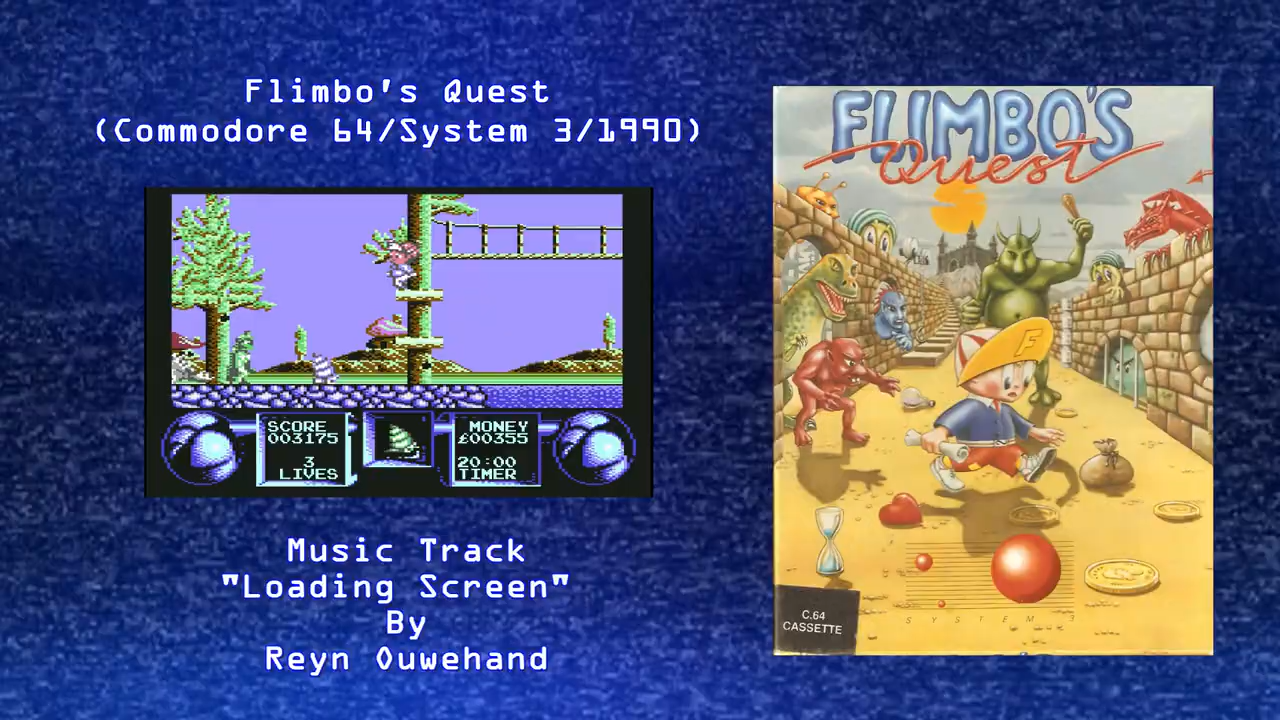 Flimbo's Quest
(Commodore 64/System 3/1990)
SCORE
003175
3
LIVES
MONEY
£00355
20:00
TIMER
Music Track
"Loading Screen"
By
Reyn Ouwehand
FLIMBO'S
Quest
F
SYSTEM 3
C.64
CASSETTE